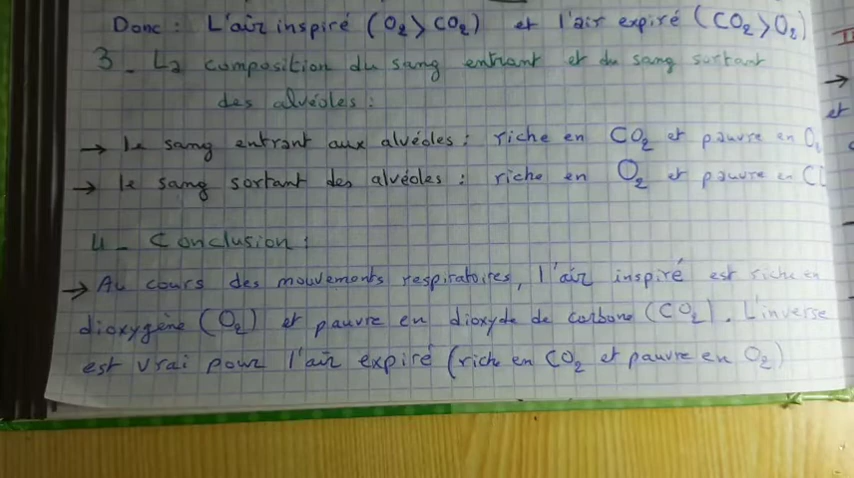 Donc : L'air inspiré (O₂>CO₂) et l'air expiré (CO₂>O₂)
3_ La composition du sang entrant et du sang sortant
des alvéoles :
→ le sang entrant aux alvéoles : riche en CO₂ et pauvre en O₂
→ le sang sortant des alvéoles : riche en O₂ et pauvre en C
4_ Conclusion :
→ Au cours des mouvements respiratoires, l'air inspiré est riche en
dioxygène (O₂) et pauvre en dioxyde de carbone (CO₂). L'inverse
est vrai pour l'air expiré (riche en CO₂ et pauvre en O₂)
→
et